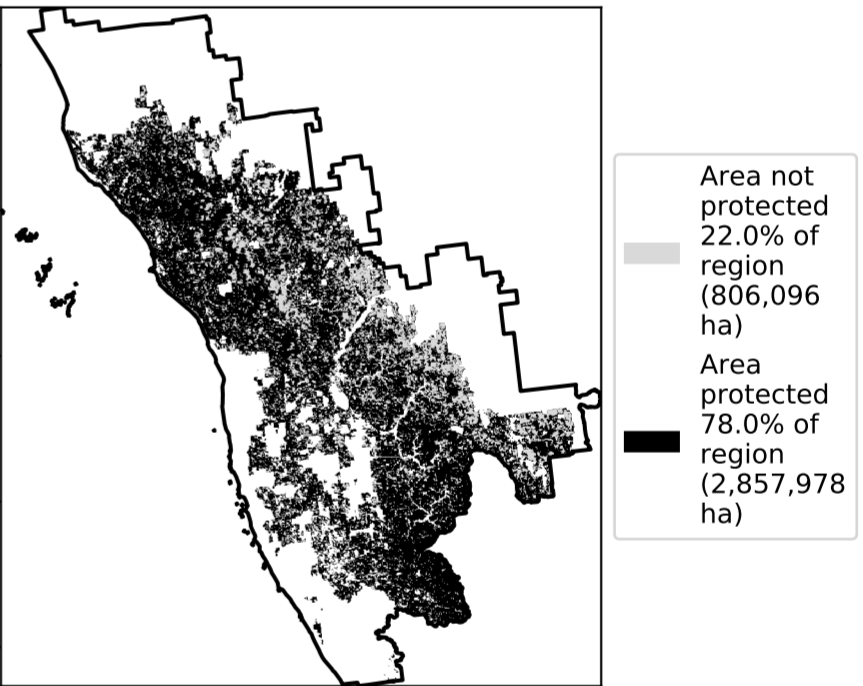 Area not
protected
22.0% of
region
(806,096
ha)
Area
protected
78.0% of
region
(2,857,978
ha)